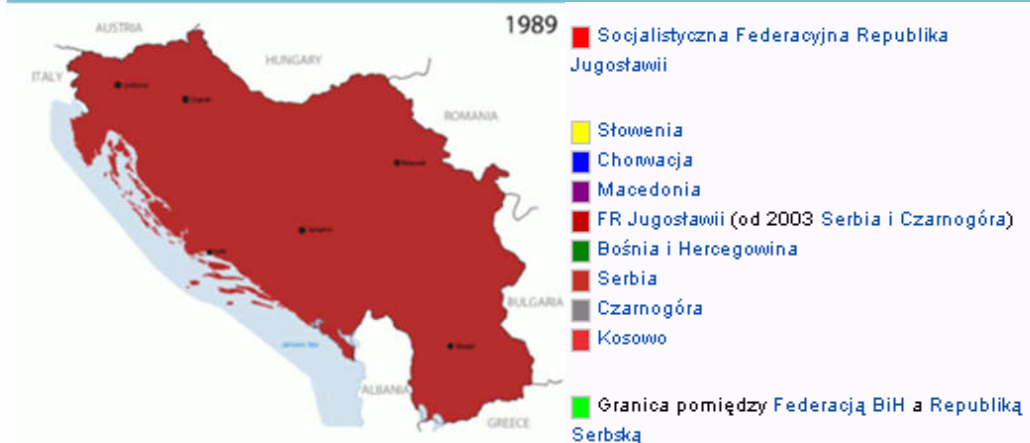 1989
AUSTRIA
HUNGARY
ITALY
ROMANIA
BULGARIA
ALBANIA
GREECE
Socjalistyczna Federacyjna Republika
Jugosławii
Słowenia
Chorwacja
Macedonia
FR Jugosławii (od 2003 Serbia i Czarnogóra)
Bośnia i Hercegowina
Serbia
Czarnogóra
Kosowo
Granica pomiędzy Federacją BiH a Republiką
Serbską